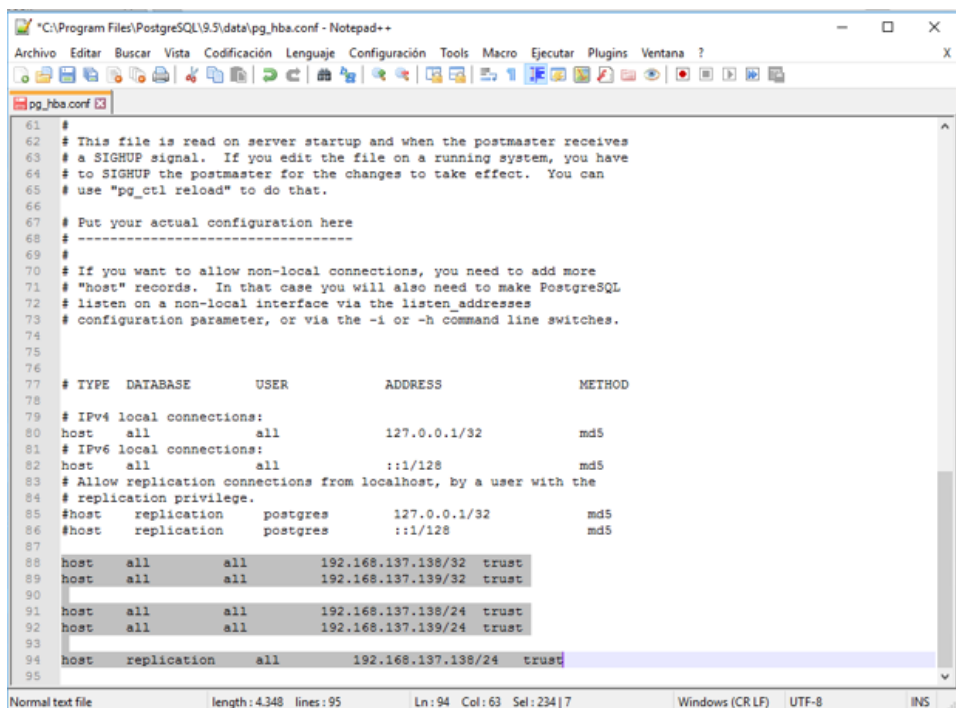 *C:\Program Files\PostgreSQL\9.5\data\pg_hba.conf - Notepad++
Archivo Editar Buscar Vista Codificación Lenguaje Configuración Tools Macro Ejecutar Plugins Ventana ? X
pg_hba.conf
61 #
62 # This file is read on server startup and when the postmaster receives
63 # a SIGHUP signal.  If you edit the file on a running system, you have
64 # to SIGHUP the postmaster for the changes to take effect.  You can
65 # use "pg_ctl reload" to do that.
66
67 # Put your actual configuration here
68 # ----------------------------------
69 #
70 # If you want to allow non-local connections, you need to add more
71 # "host" records.  In that case you will also need to make PostgreSQL
72 # listen on a non-local interface via the listen_addresses
73 # configuration parameter, or via the -i or -h command line switches.
74
75
76
77 # TYPE  DATABASE        USER            ADDRESS                 METHOD
78
79 # IPv4 local connections:
80 host    all             all             127.0.0.1/32            md5
81 # IPv6 local connections:
82 host    all             all             ::1/128                 md5
83 # Allow replication connections from localhost, by a user with the
84 # replication privilege.
85 #host     replication     postgres        127.0.0.1/32            md5
86 #host     replication     postgres        ::1/128                 md5
87
88 host    all         all         192.168.137.138/32  trust
89 host    all         all         192.168.137.139/32  trust
90
91 host    all         all         192.168.137.138/24  trust
92 host    all         all         192.168.137.139/24  trust
93
94 host    replication     all         192.168.137.138/24   trust
95
Normal text file length : 4.348 lines : 95 Ln : 94 Col : 63 Sel : 234 | 7 Windows (CR LF) UTF-8 INS